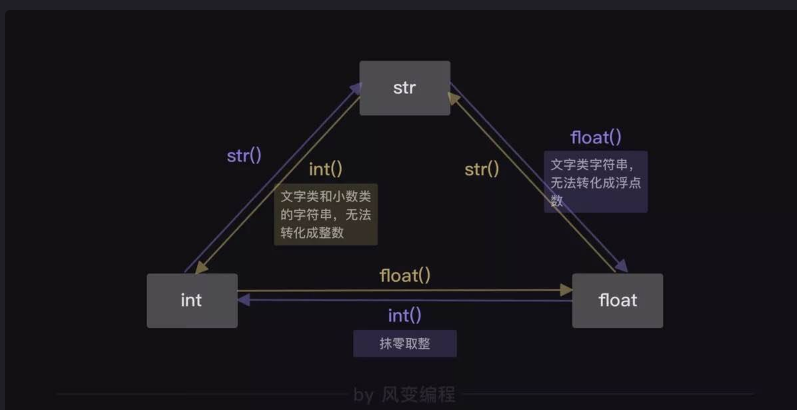 str
float()
str()
int()
str()
文字类字符串，
无法转化成浮点
数
文字类和小数类
的字符串，无法
转化成整数
float()
int
float
int()
抹零取整
by 风变编程